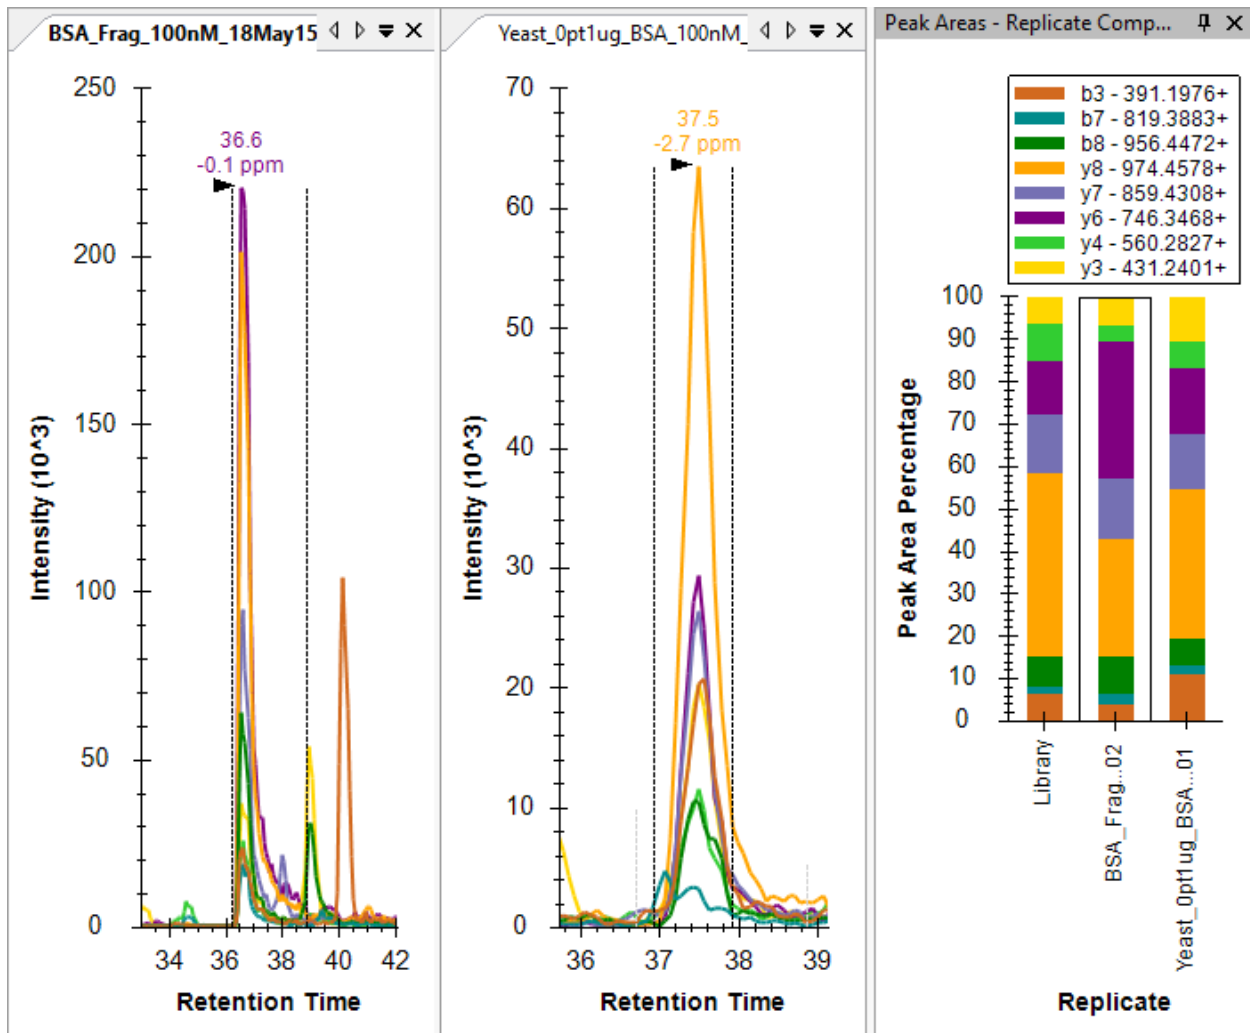 BSA_Frag_100nM_18May15
250
200
150
100
50
0
36.6
-0.1 ppm
34 36 38 40 42
Intensity (10^3)
Retention Time
Yeast_0pt1ug_BSA_100nM_
70
60
50
40
30
20
10
0
37.5
-2.7 ppm
36 37 38 39
Intensity (10^3)
Retention Time
Peak Areas - Replicate Comp...
b3 - 391.1976+
b7 - 819.3883+
b8 - 956.4472+
y8 - 974.4578+
y7 - 859.4308+
y6 - 746.3468+
y4 - 560.2827+
y3 - 431.2401+
100
90
80
70
60
50
40
30
20
10
0
Peak Area Percentage
Library
BSA_Frag...02
Yeast_0pt1ug_BSA...01
Replicate